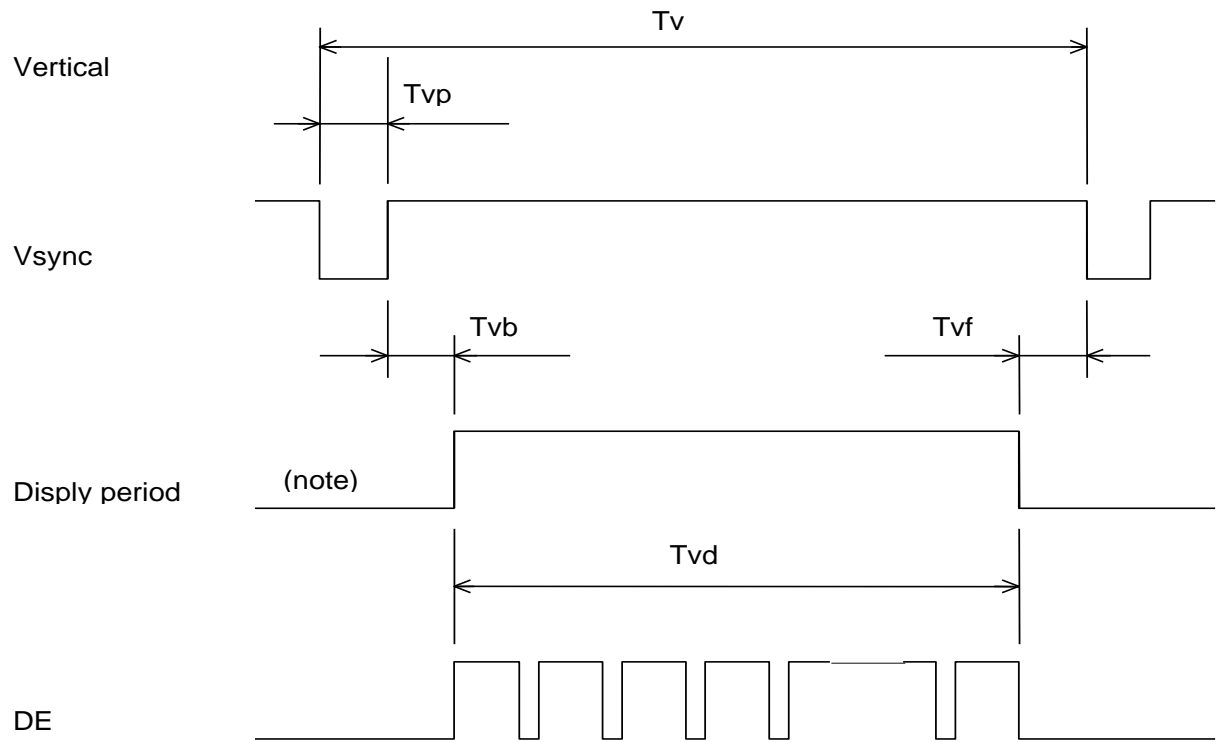 Tv
Vertical
Tvp
Vsync
Tvb
Tvf
(note)
Disply period
Tvd
DE